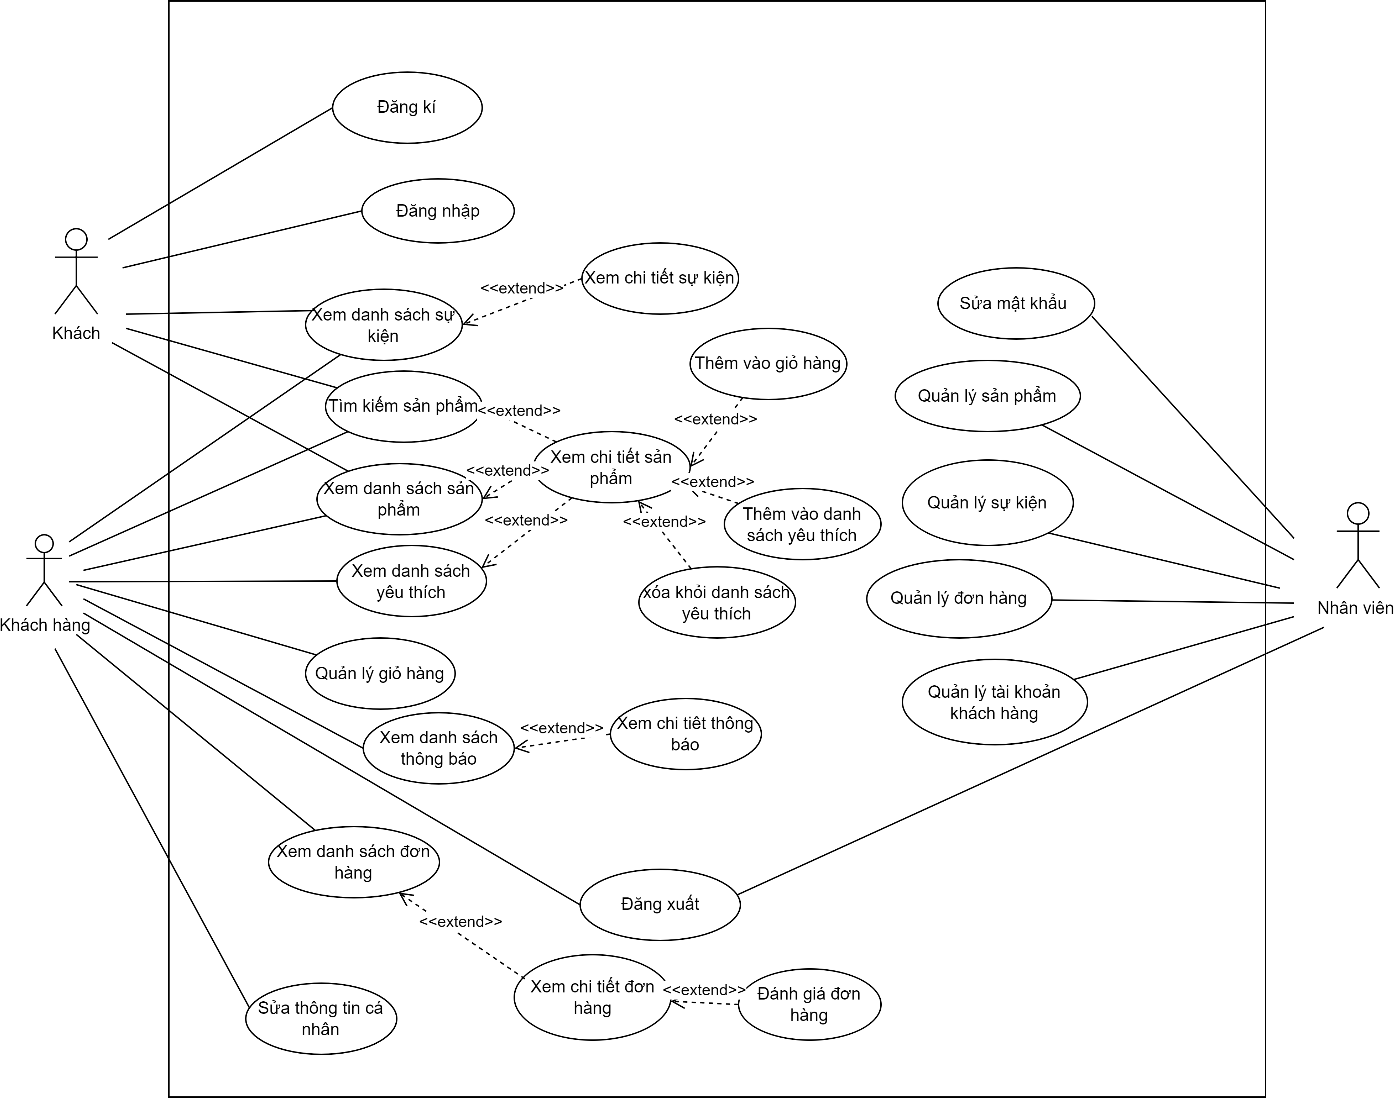 Đăng kí
Đăng nhập
Khách
Xem chi tiết sự kiện
<<extend>>
Xem danh sách sự
kiện
Sứa mật khẩu
Thêm vào giỏ hàng
Tìm kiếm sản phẩm
<<extend>>
<<extend>>
Quản lý sản phẩm
Xem chi tiết sản
phẩm
<<extend>>
Xem danh sách sản
phẩm
<<extend>>
Thêm vào danh
sách yêu thích
<<extend>>
<<extend>>
Quản lý sự kiện
Xem danh sách
yêu thích
xóa khỏi danh sách
yêu thích
Quản lý đơn hàng
Nhân viên
Khách hàng
Quản lý giỏ hàng
Quản lý tài khoản
khách hàng
Xem danh sách
thông báo
<<extend>>
Xem chi tiêt thông
báo
Xem danh sách đơn
hàng
Đăng xuất
<<extend>>
Xem chi tiết đơn
hàng
<<extend>>
Đánh giá đơn
hàng
Sửa thông tin cá
nhân